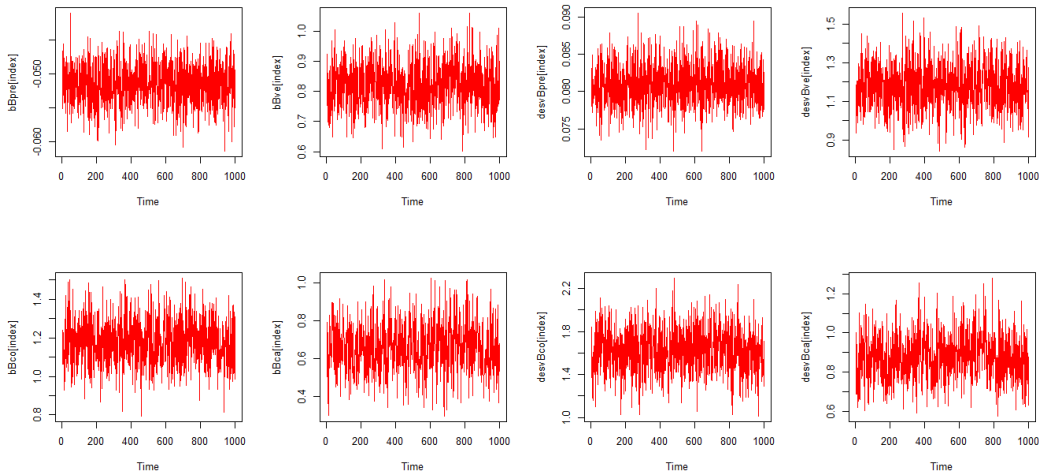 bBpre[index]
-0.050
-0.060
0 200 400 600 800 1000
Time
bBve[index]
1.0
0.9
0.8
0.7
0.6
0 200 400 600 800 1000
Time
desvBpre[index]
0.090
0.085
0.080
0.075
0 200 400 600 800 1000
Time
desvBve[index]
1.5
1.3
1.1
0.9
0 200 400 600 800 1000
Time
bBco[index]
1.4
1.2
1.0
0.8
0 200 400 600 800 1000
Time
bBca[index]
1.0
0.8
0.6
0.4
0 200 400 600 800 1000
Time
desvBco[index]
2.2
1.8
1.4
1.0
0 200 400 600 800 1000
Time
desvBca[index]
1.2
1.0
0.8
0.6
0 200 400 600 800 1000
Time